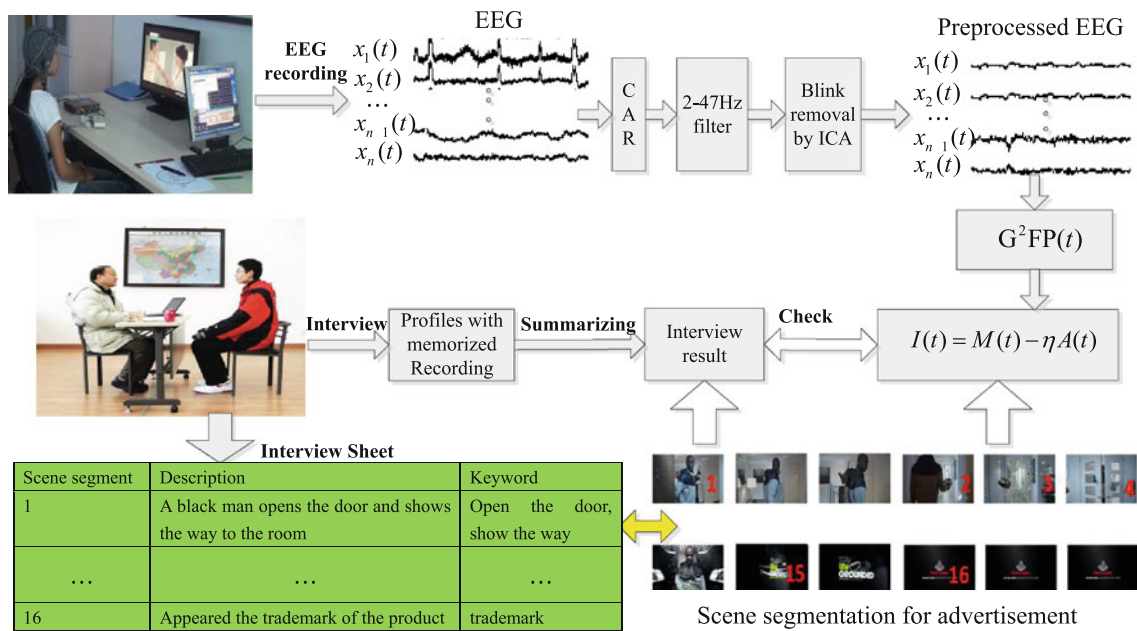 EEG
Preprocessed EEG
EEG
recording
x₁(t)
x₂(t)
...
xₙ ₁(t)
xₙ(t)
C
A
R
2-47Hz
filter
Blink
removal
by ICA
x₁(t)
x₂(t)
...
xₙ ₁(t)
xₙ(t)
G²FP(t)
Interview
Profiles with
memorized
Recording
Summarizing
Interview
result
Check
I(t) = M(t) − ηA(t)
Interview Sheet
Scene segment Description Keyword
1 A black man opens the door and shows the way to the room Open the door, show the way
... ... ...
16 Appeared the trademark of the product trademark
1
2
3
4
15
GROUNDED
16
Scene segmentation for advertisement